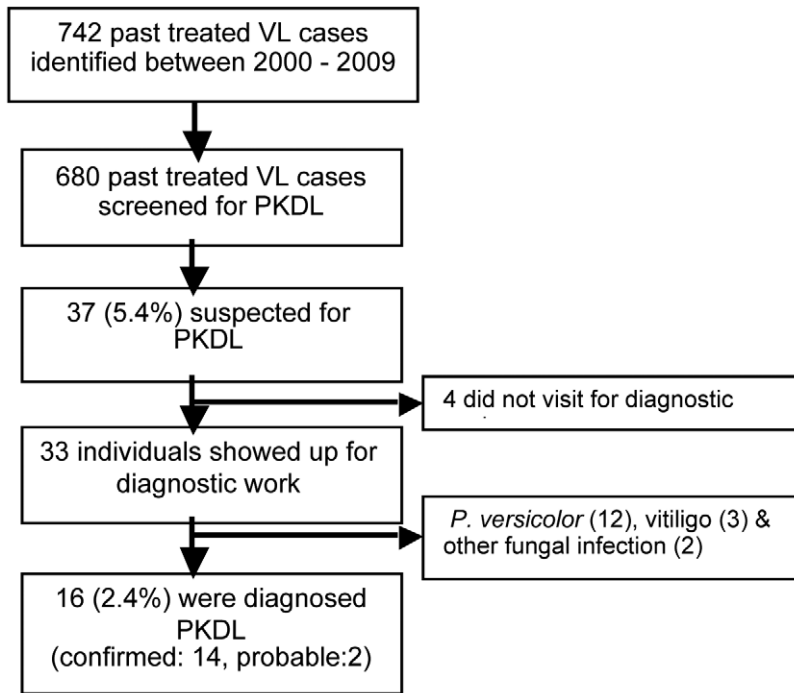 742 past treated VL cases
identified between 2000 - 2009
680 past treated VL cases
screened for PKDL
37 (5.4%) suspected for
PKDL
4 did not visit for diagnostic
33 individuals showed up for
diagnostic work
P. versicolor (12), vitiligo (3) &
other fungal infection (2)
16 (2.4%) were diagnosed
PKDL
(confirmed: 14, probable:2)